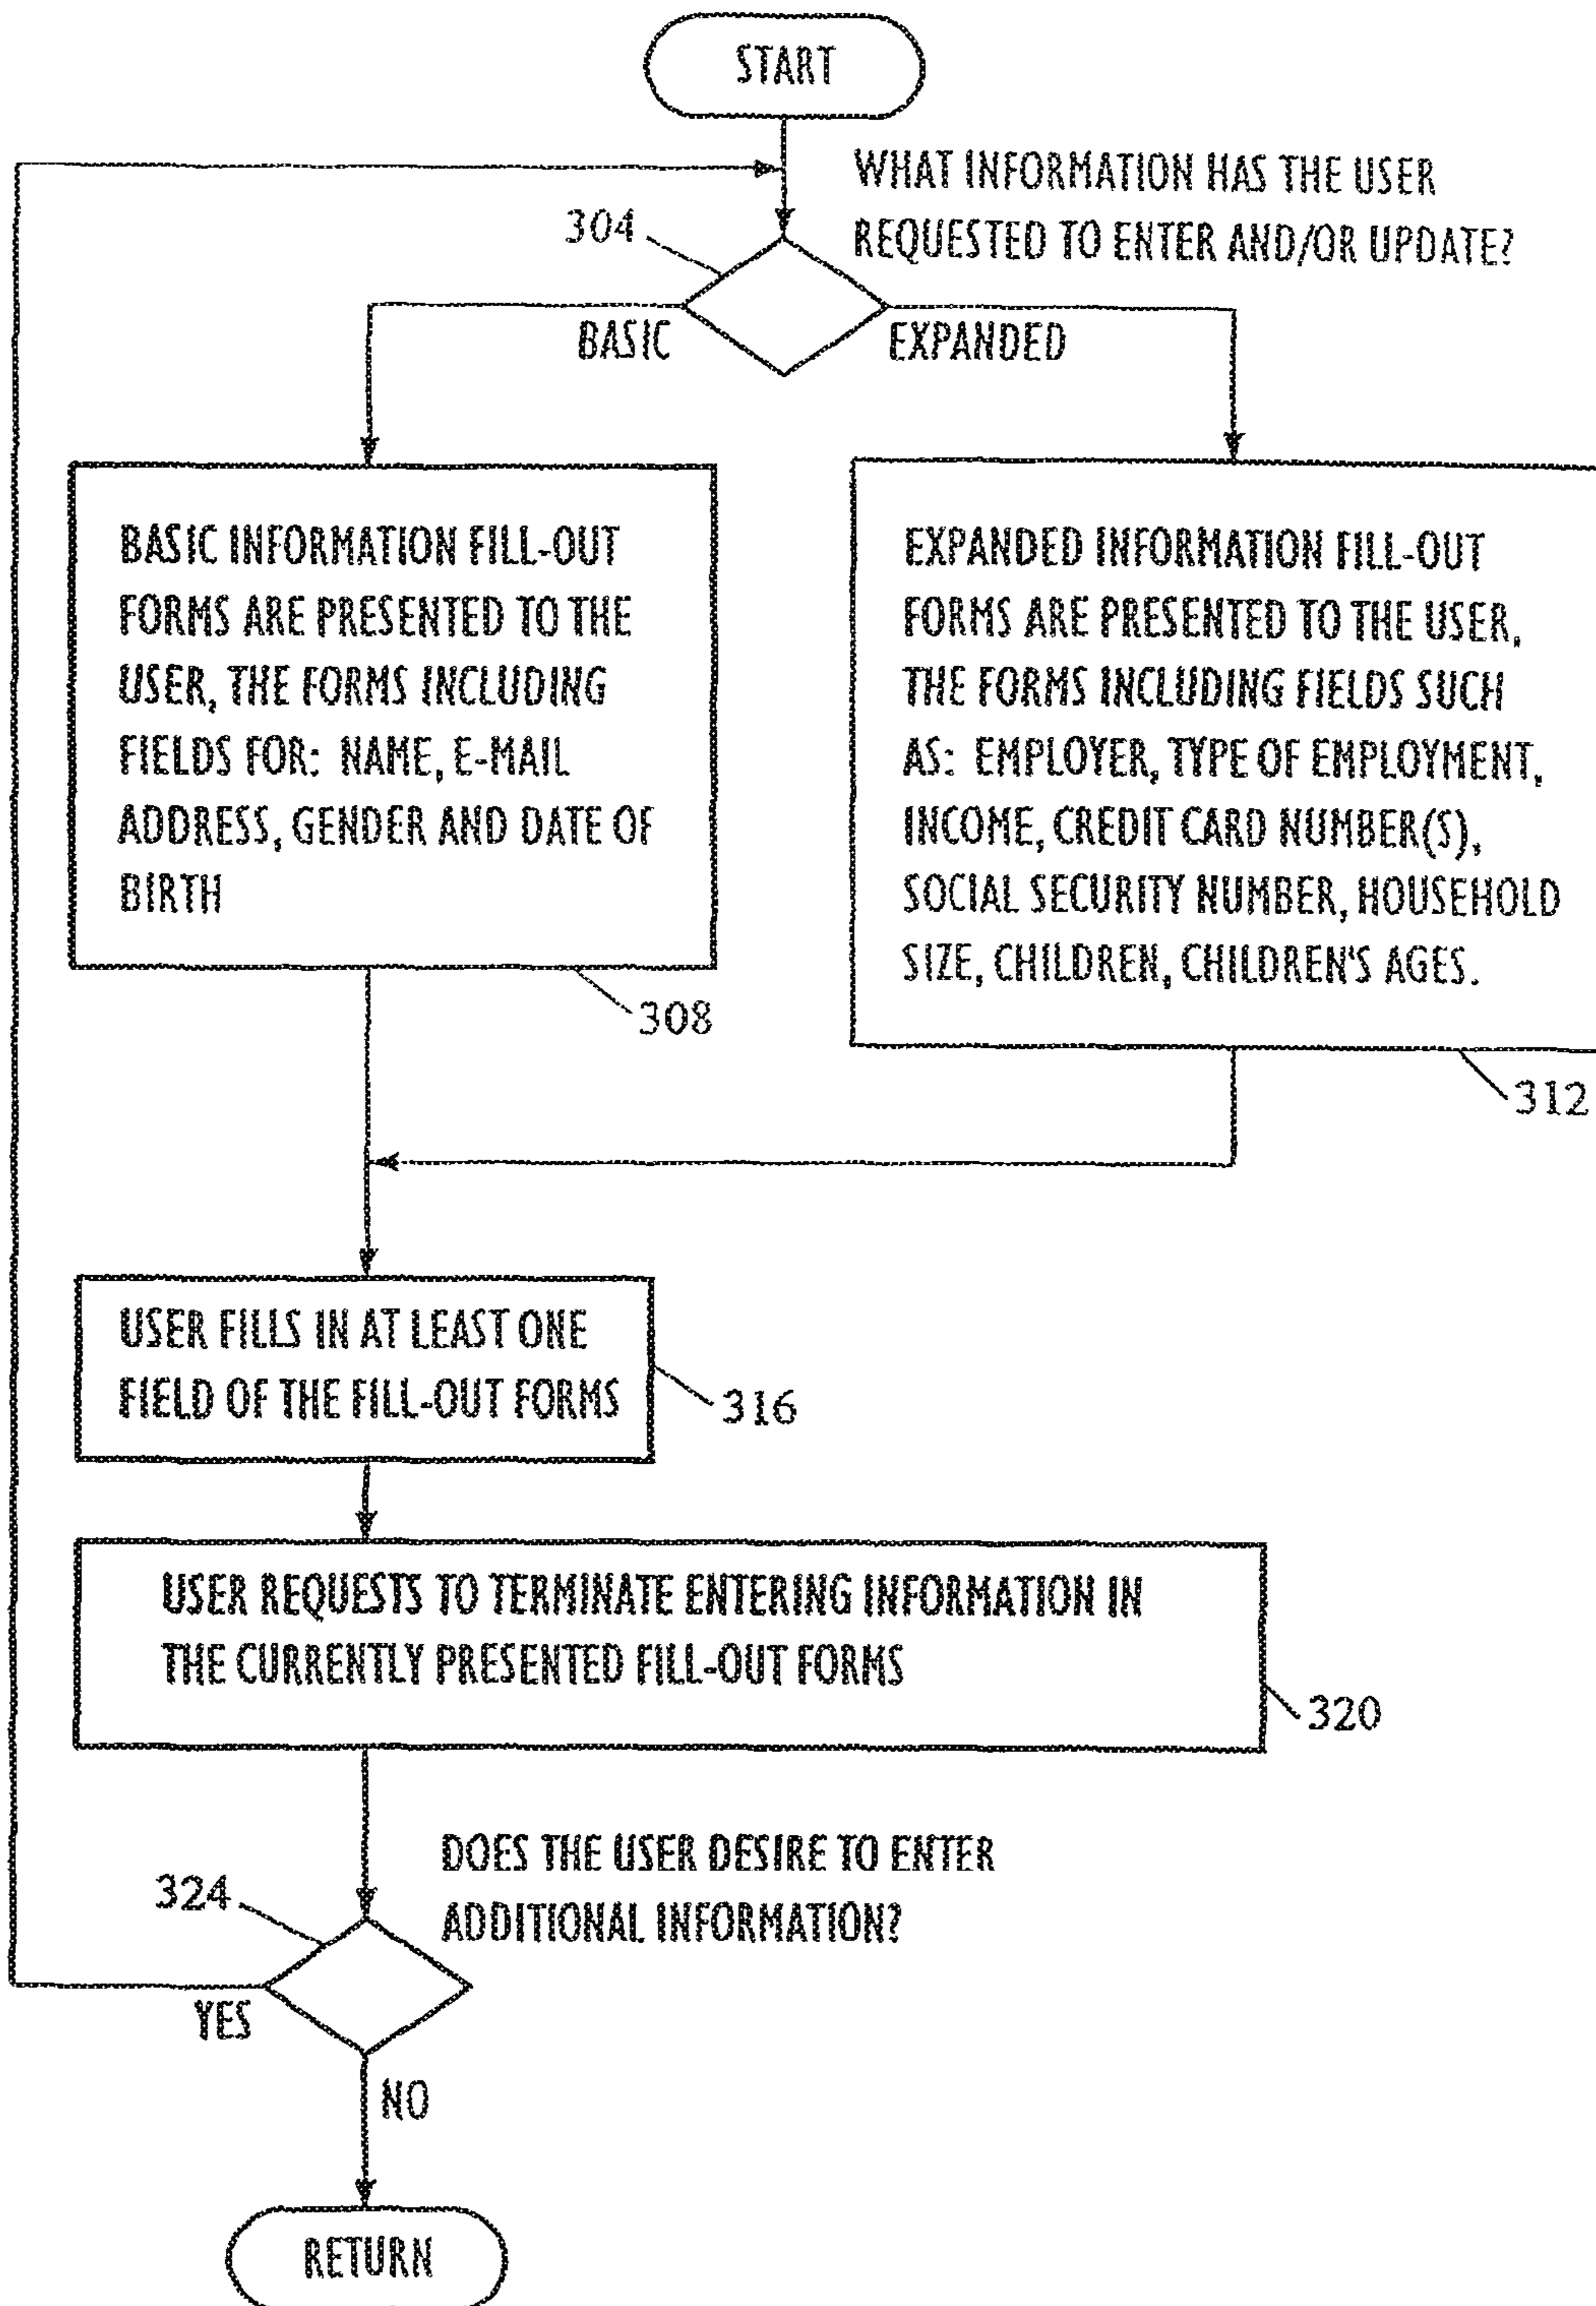 START
WHAT INFORMATION HAS THE USER
REQUESTED TO ENTER AND/OR UPDATE?
304
BASIC
EXPANDED
BASIC INFORMATION FILL-OUT
FORMS ARE PRESENTED TO THE
USER, THE FORMS INCLUDING
FIELDS FOR: NAME, E-MAIL
ADDRESS, GENDER AND DATE OF
BIRTH
308
EXPANDED INFORMATION FILL-OUT
FORMS ARE PRESENTED TO THE USER,
THE FORMS INCLUDING FIELDS SUCH
AS: EMPLOYER, TYPE OF EMPLOYMENT,
INCOME, CREDIT CARD NUMBER(S),
SOCIAL SECURITY NUMBER, HOUSEHOLD
SIZE, CHILDREN, CHILDREN'S AGES.
312
USER FILLS IN AT LEAST ONE
FIELD OF THE FILL-OUT FORMS
316
USER REQUESTS TO TERMINATE ENTERING INFORMATION IN
THE CURRENTLY PRESENTED FILL-OUT FORMS
320
DOES THE USER DESIRE TO ENTER
ADDITIONAL INFORMATION?
324
YES
NO
RETURN